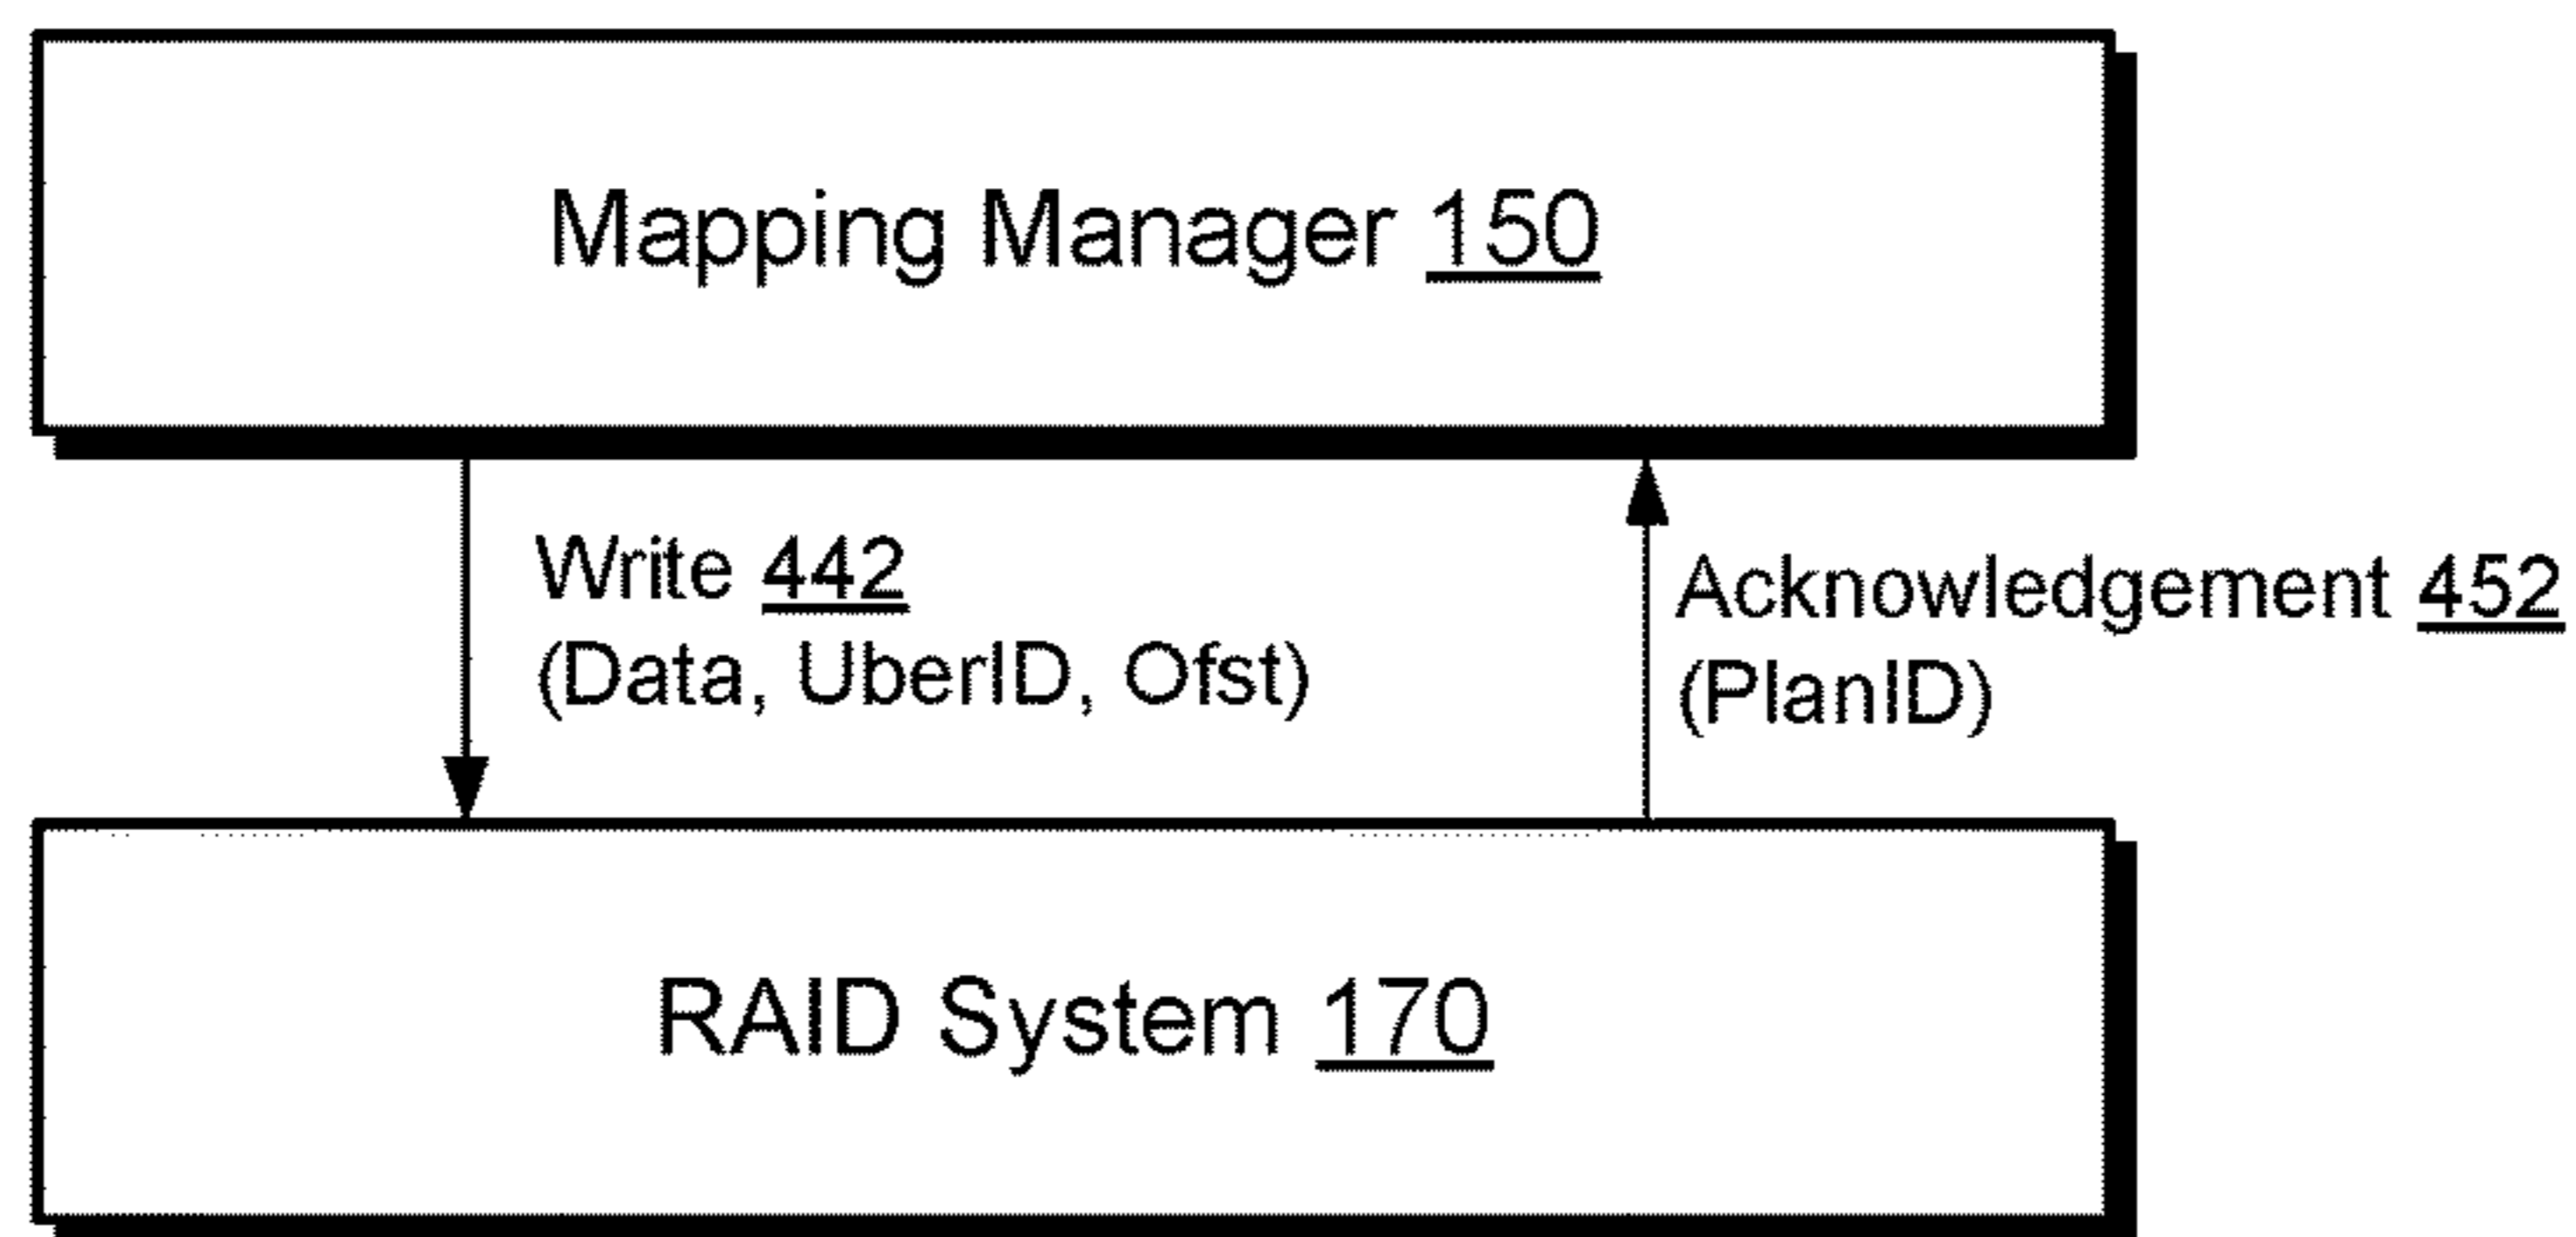 Mapping Manager 150
Write 442
(Data, UberID, Ofst)
Acknowledgement 452
(PlanID)
RAID System 170